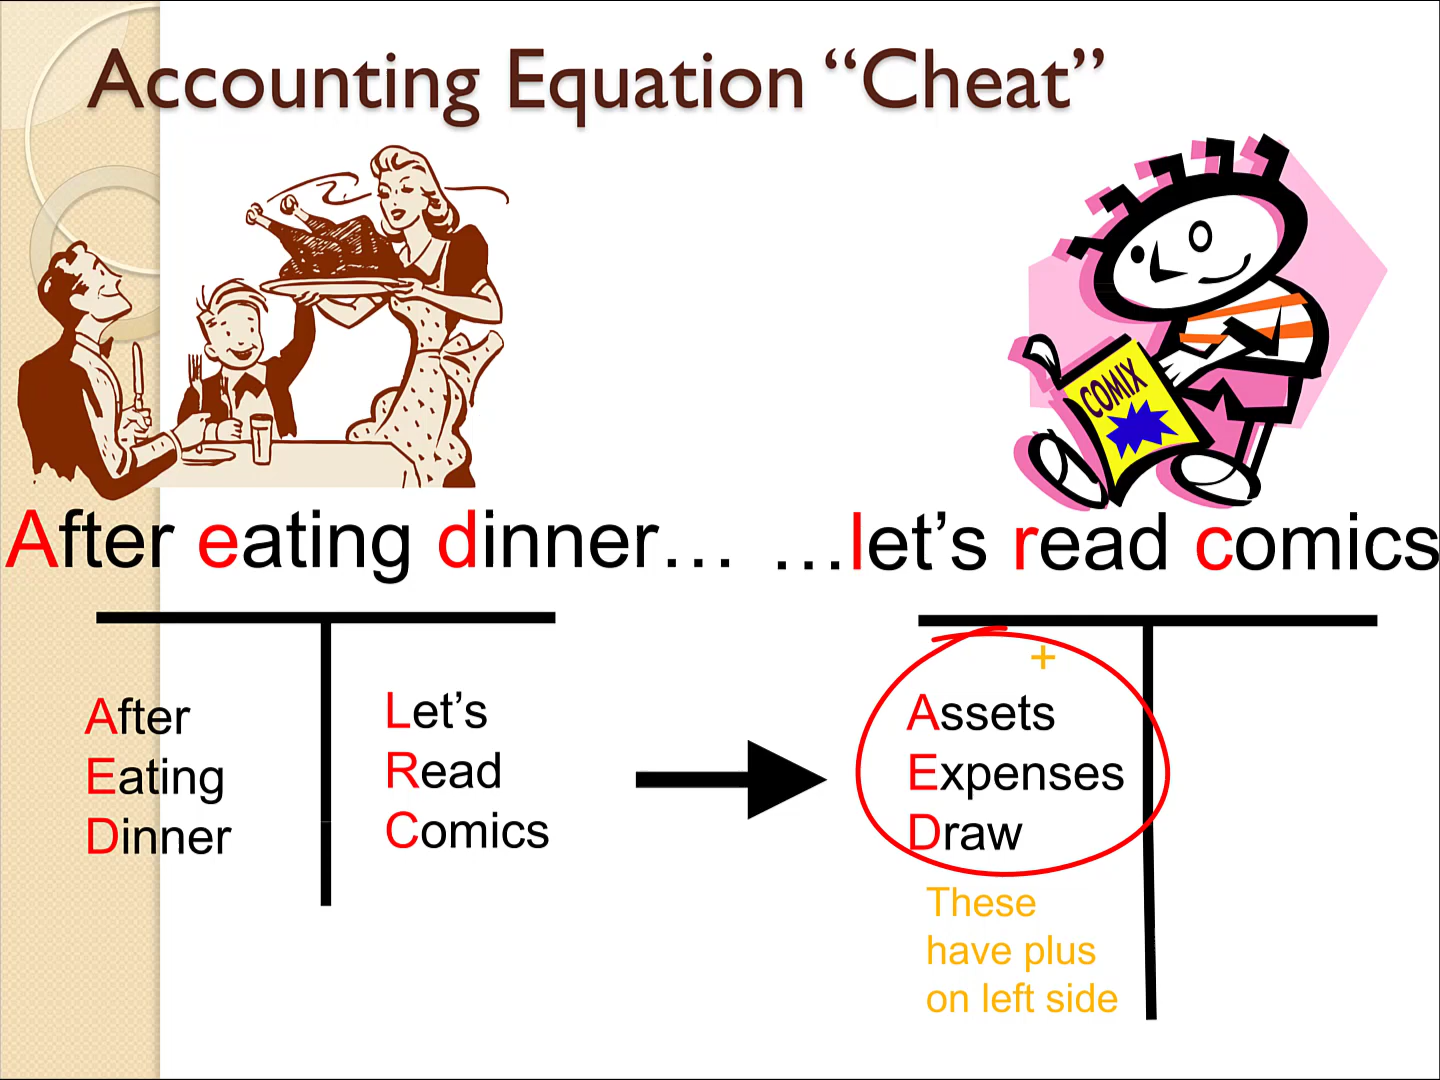 Accounting Equation “Cheat”
COMIX
After eating dinner… …let’s read comics
After
Eating
Dinner
Let’s
Read
Comics
+
Assets
Expenses
Draw
These
have plus
on left side